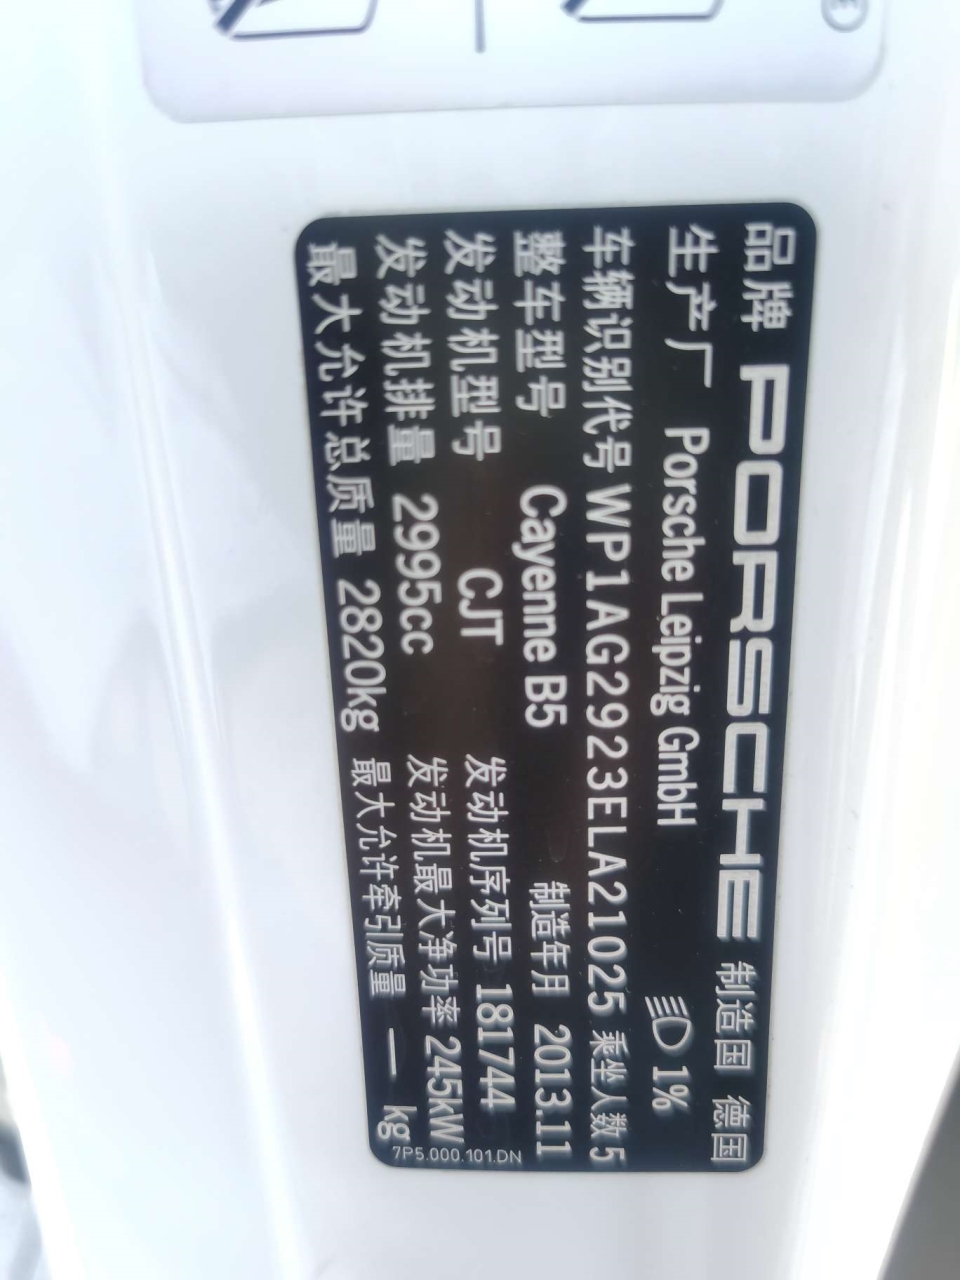 品牌 PORSCHE 制造国 德国
生产厂 Porsche Leipzig GmbH 1%
车辆识别代号 WP1AG2923ELA21025 乘坐人数 5
整车型号 Cayenne B5 制造年月 2013.11
发动机型号 CJT 发动机序列号 181744
发动机排量 2995cc 发动机最大净功率 245kW
最大允许总质量 2820kg 最大允许牵引质量 — kg
7P5.000.101.DN